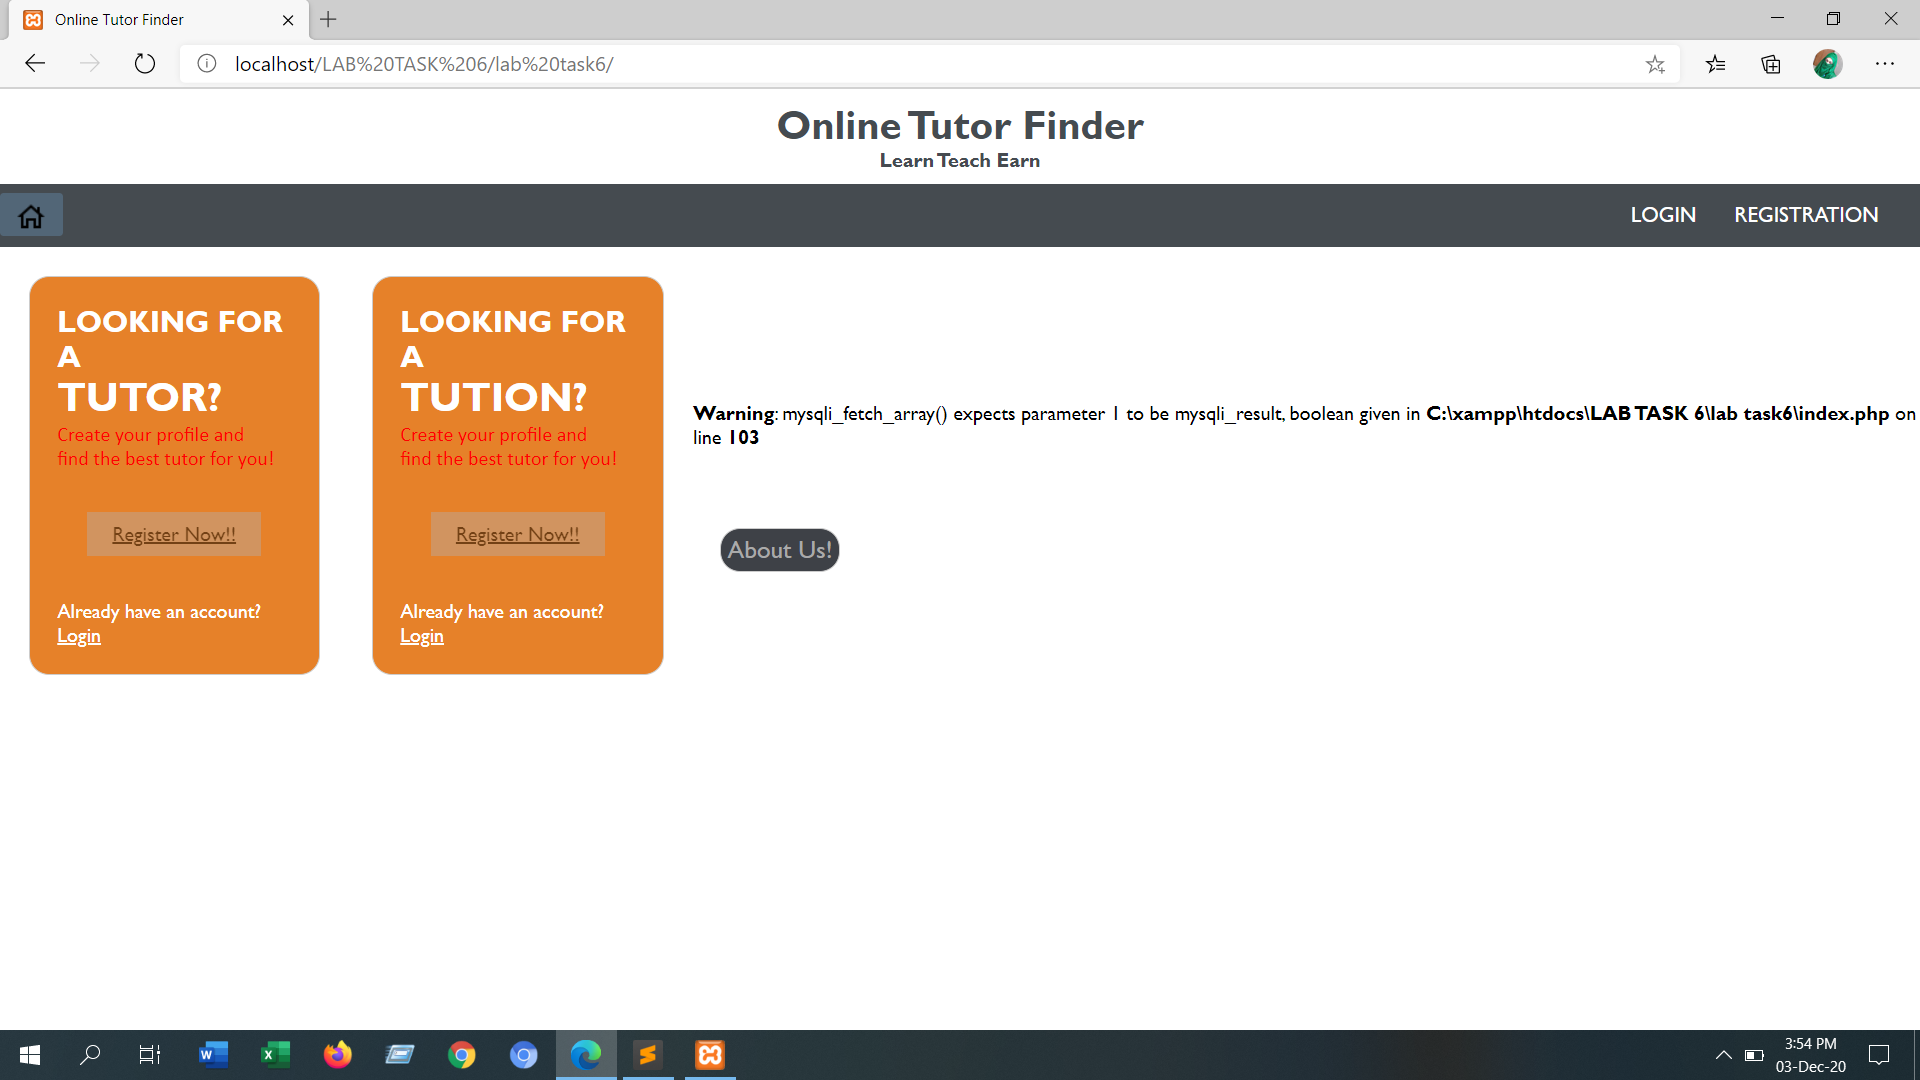 Online Tutor Finder
localhost/LAB%20TASK%206/lab%20task6/
Online Tutor Finder
Learn Teach Earn
LOGIN REGISTRATION
LOOKING FOR
A
TUTOR?
Create your profile and
find the best tutor for you!
Register Now!!
Already have an account?
Login
LOOKING FOR
A
TUTION?
Create your profile and
find the best tutor for you!
Register Now!!
Already have an account?
Login
Warning: mysqli_fetch_array() expects parameter 1 to be mysqli_result, boolean given in C:\xampp\htdocs\LAB TASK 6\lab task6\index.php on
line 103
About Us!
3:54 PM
03-Dec-20